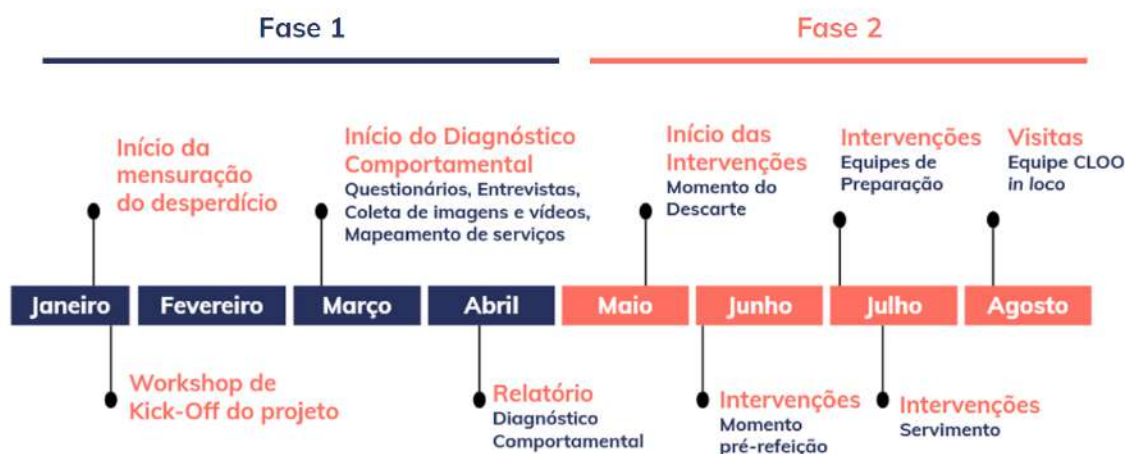 Fase 1
Fase 2
Início da
mensuração
do desperdício
Início do Diagnóstico
Comportamental
Questionários, Entrevistas,
Coleta de imagens e vídeos,
Mapeamento de serviços
Início das
Intervenções
Momento do
Descarte
Intervenções
Equipes de
Preparação
Visitas
Equipe CLOO
in loco
Janeiro
Fevereiro
Março
Abril
Maio
Junho
Julho
Agosto
Workshop de
Kick-Off do projeto
Relatório
Diagnóstico
Comportamental
Intervenções
Momento
pré-refeição
Intervenções
Servimento